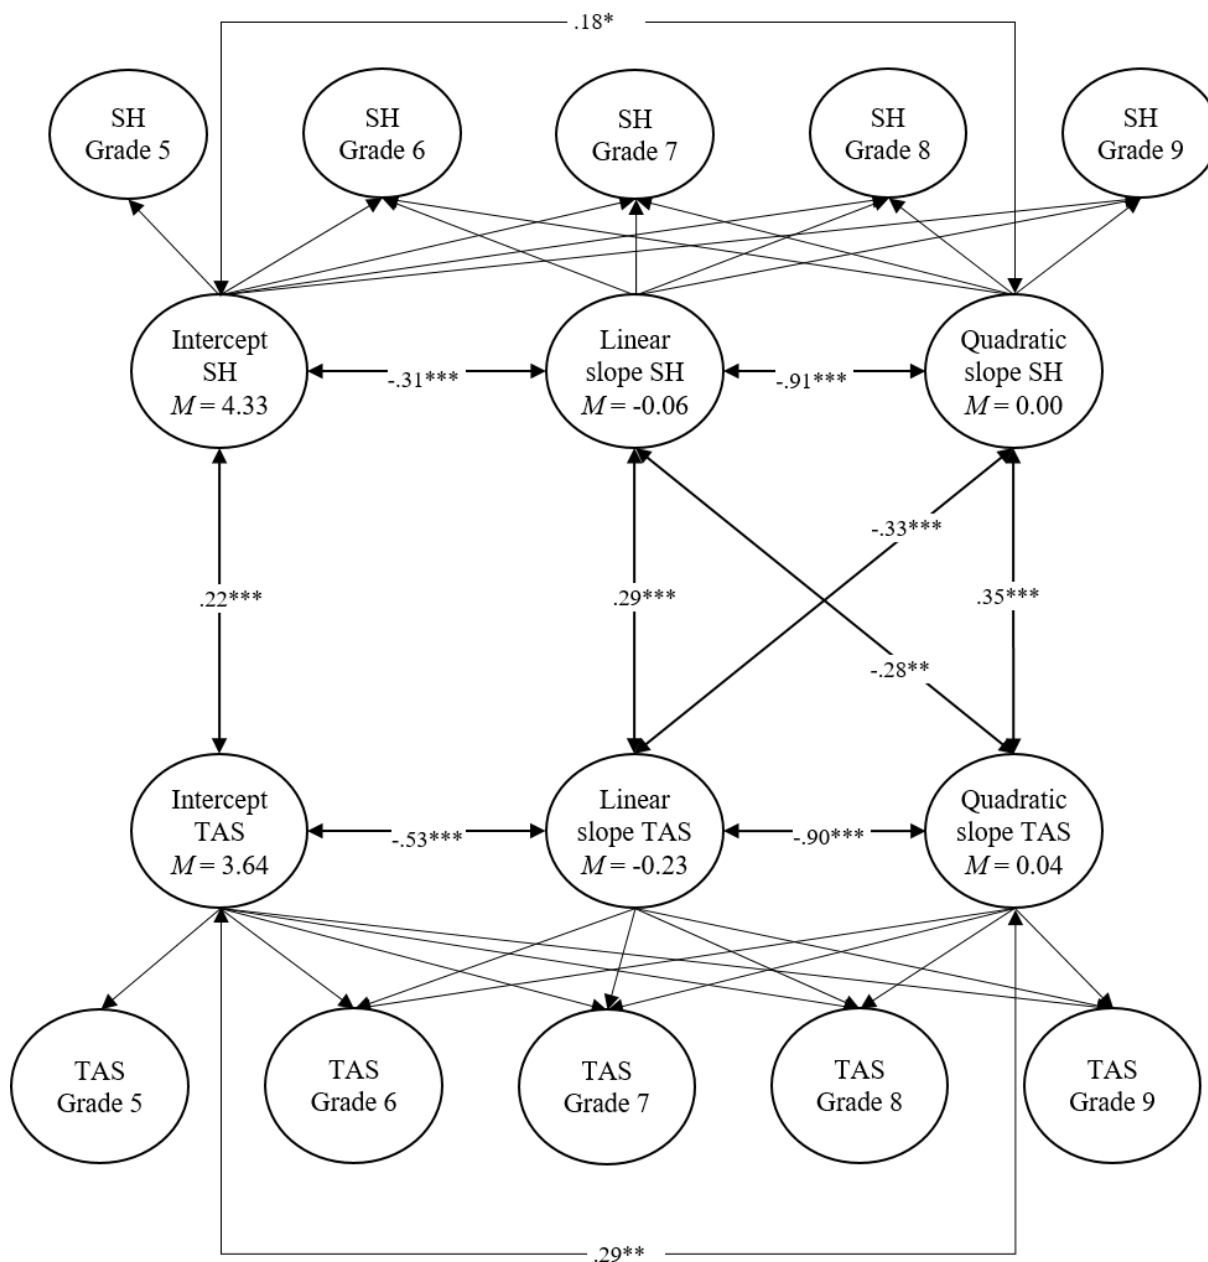 .18*
SH
Grade 5
SH
Grade 6
SH
Grade 7
SH
Grade 8
SH
Grade 9
Intercept
SH
M = 4.33
-.31***
Linear
slope SH
M = -0.06
-.91***
Quadratic
slope SH
M = 0.00
-.33***
.22***
.29***
.35***
-.28**
Intercept
TAS
M = 3.64
-.53***
Linear
slope TAS
M = -0.23
-.90***
Quadratic
slope TAS
M = 0.04
TAS
Grade 5
TAS
Grade 6
TAS
Grade 7
TAS
Grade 8
TAS
Grade 9
.29**